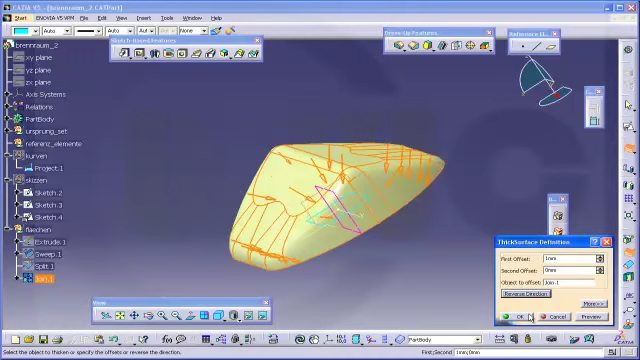 CATIA V5 - [brennraum_2.CATPart]
Start ENOVIA V5 VPM File Edit View Insert Tools Window Help
Auto Auto Aut Aut None
Sketch-Based Features
Dress-Up Features
Reference El...
brennraum_2
xy plane
yz plane
zx plane
Axis Systems
Relations
PartBody
ursprung_set
referenz_elemente
kurven
Project.1
skizzen
Sketch.2
Sketch.3
Sketch.4
flaechen
Extrude.1
Sweep.1
Split.1
Join.1
View
ThickSurface Definition
First Offset: 1mm
Second Offset: 0mm
Object to offset: Join.1
Reverse Direction
More>>
OK Cancel Preview
PartBody
Select the object to thicken or specify the offsets or reverse the direction.
First;Second 1mm;0mm